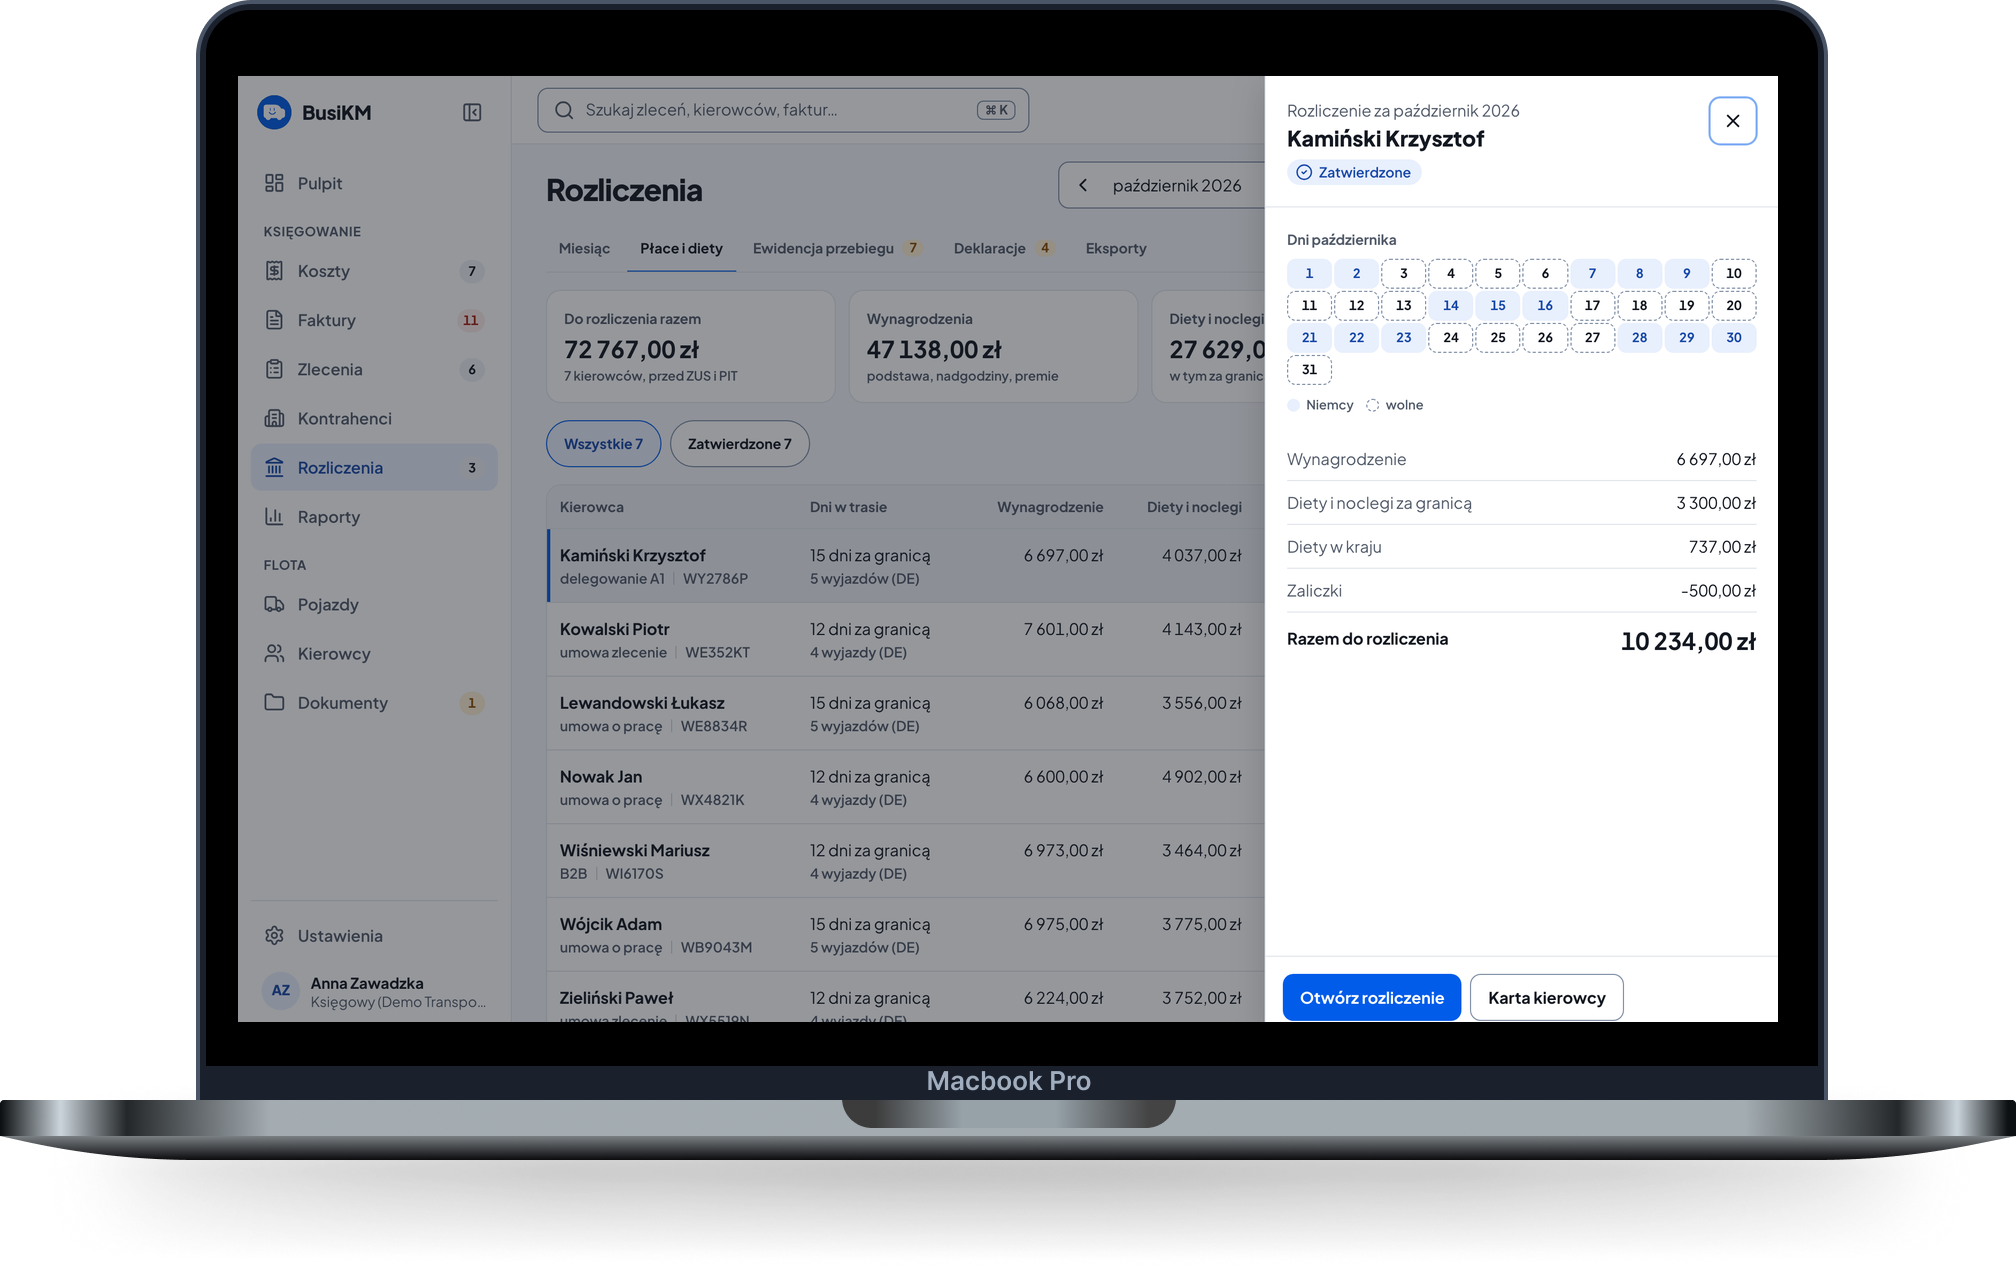 BusiKM
Pulpit
KSIĘGOWANIE
Koszty 7
Faktury 11
Zlecenia 6
Kontrahenci
Rozliczenia 3
Raporty
FLOTA
Pojazdy
Kierowcy
Dokumenty 1
Ustawienia
AZ
Anna Zawadzka
Księgowy (Demo Transpo...
Szukaj zleceń, kierowców, faktur...
⌘ K
Rozliczenia
październik 2026
Miesiąc Płace i diety Ewidencja przebiegu 7 Deklaracje 4 Eksporty
Do rozliczenia razem
72 767,00 zł
7 kierowców, przed ZUS i PIT
Wynagrodzenia
47 138,00 zł
podstawa, nadgodziny, premie
Diety i noclegi
27 629,0
w tym za granic
Wszystkie 7 Zatwierdzone 7
Kierowca Dni w trasie Wynagrodzenie Diety i noclegi
Kamiński Krzysztof 15 dni za granicą 6 697,00 zł 4 037,00 zł
delegowanie A1 | WY2786P 5 wyjazdów (DE)
Kowalski Piotr 12 dni za granicą 7 601,00 zł 4 143,00 zł
umowa zlecenie | WE352KT 4 wyjazdy (DE)
Lewandowski Łukasz 15 dni za granicą 6 068,00 zł 3 556,00 zł
umowa o pracę | WE8834R 5 wyjazdów (DE)
Nowak Jan 12 dni za granicą 6 600,00 zł 4 902,00 zł
umowa o pracę | WX4821K 4 wyjazdy (DE)
Wiśniewski Mariusz 12 dni za granicą 6 973,00 zł 3 464,00 zł
B2B | WI6170S 4 wyjazdy (DE)
Wójcik Adam 15 dni za granicą 6 975,00 zł 3 775,00 zł
umowa o pracę | WB9043M 5 wyjazdów (DE)
Zieliński Paweł 12 dni za granicą 6 224,00 zł 3 752,00 zł
umowa zlecenie | WX5519N 4 wyjazdy (DE)
Rozliczenie za październik 2026
Kamiński Krzysztof
Zatwierdzone
Dni października
1 2 3 4 5 6 7 8 9 10
11 12 13 14 15 16 17 18 19 20
21 22 23 24 25 26 27 28 29 30
31
Niemcy wolne
Wynagrodzenie 6 697,00 zł
Diety i noclegi za granicą 3 300,00 zł
Diety w kraju 737,00 zł
Zaliczki -500,00 zł
Razem do rozliczenia 10 234,00 zł
Otwórz rozliczenie Karta kierowcy
Macbook Pro